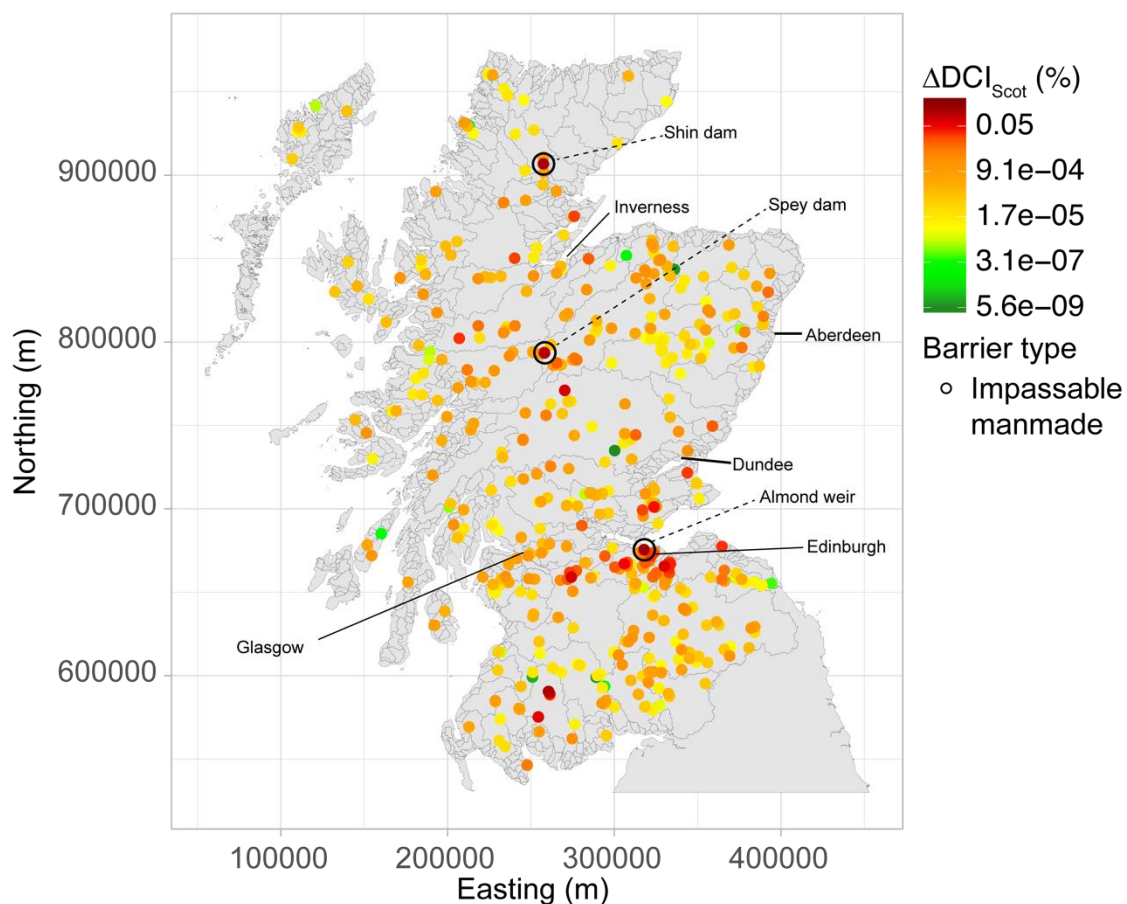 ΔDCI_Scot (%)
0.05
9.1e−04
1.7e−05
3.1e−07
5.6e−09
Barrier type
Impassable
manmade
Northing (m)
900000
800000
700000
600000
Shin dam
Inverness
Spey dam
Aberdeen
Dundee
Almond weir
Edinburgh
Glasgow
100000
200000
300000
400000
Easting (m)